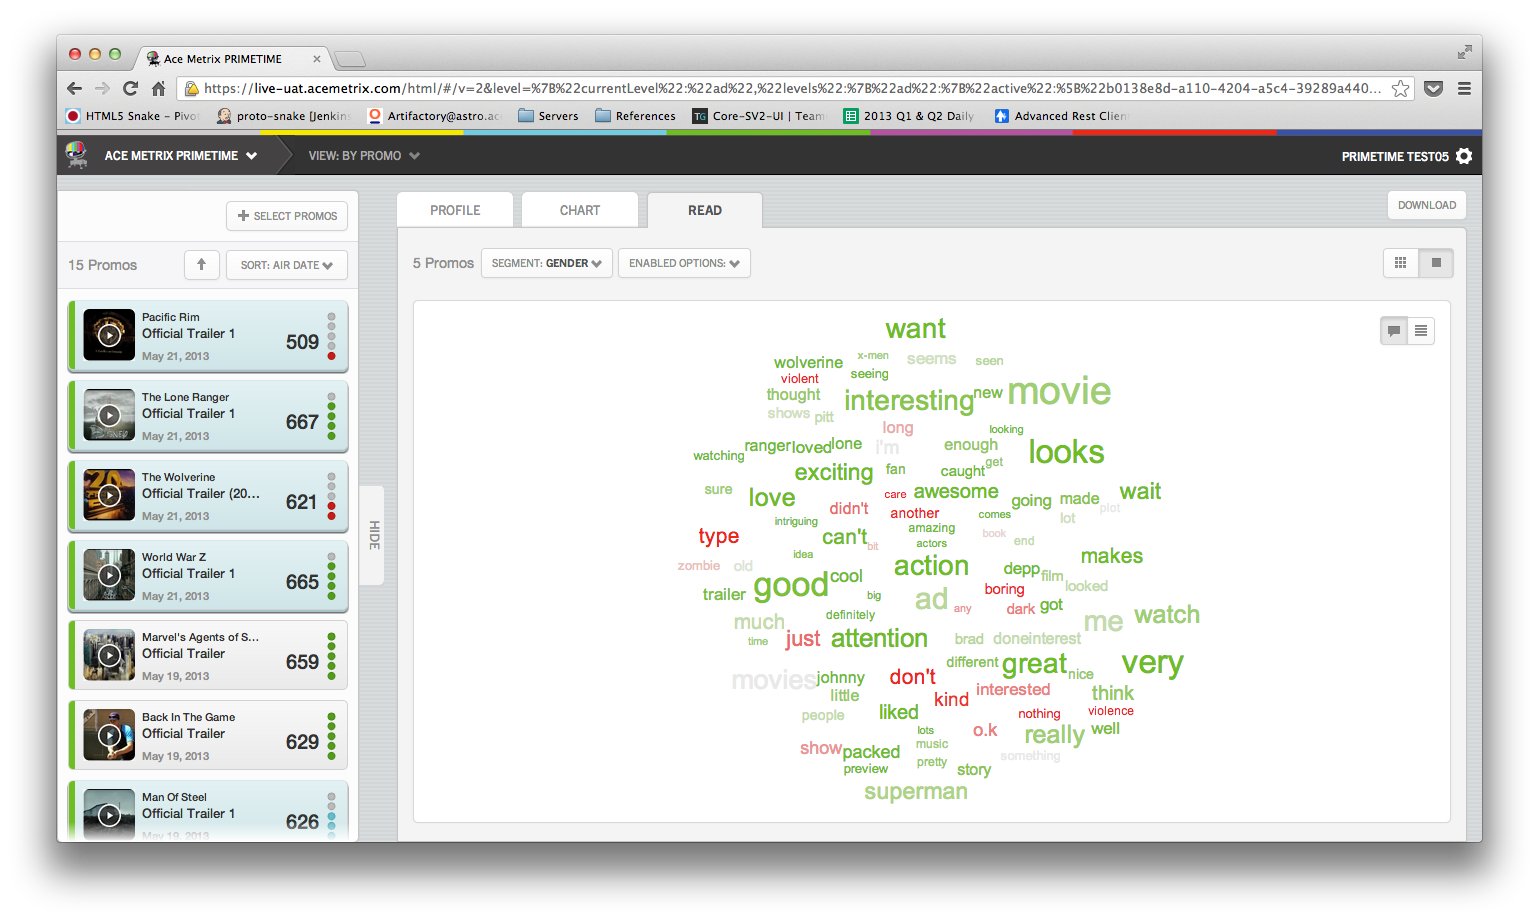 Ace Metrix PRIMETIME
https://live-uat.acemetrix.com/html/#/v=2&level=%7B%22currentLevel%22:%22ad%22,%22levels%22:%7B%22ad%22:%7B%22active%22:%5B%22b0138e8d-a110-4204-a5c4-39289a440...
HTML5 Snake - Pivot proto-snake [Jenkins Artifactory@astro.ac Servers References TG Core-SV2-UI | Team 2013 Q1 & Q2 Daily Advanced Rest Clien
ACE METRIX PRIMETIME VIEW: BY PROMO PRIMETIME TEST05
SELECT PROMOS
15 Promos SORT: AIR DATE
Pacific Rim
Official Trailer 1
509
May 21, 2013
The Lone Ranger
Official Trailer 1
667
May 21, 2013
The Wolverine
Official Trailer (20...
621
May 21, 2013
World War Z
Official Trailer 1
665
May 21, 2013
Marvel's Agents of S...
Official Trailer
659
May 19, 2013
Back In The Game
Official Trailer
629
May 19, 2013
Man Of Steel
Official Trailer 1
626
May 19, 2013
HIDE
PROFILE CHART READ DOWNLOAD
5 Promos SEGMENT: GENDER ENABLED OPTIONS:
want
wolverine x-men seems seen
violent seeing
thought interesting new movie
shows pitt
long looking
watching ranger loved lone i'm enough looks
exciting fan caught get
sure love care awesome going made wait
didn't another comes lot plot
intriguing amazing
type can't bit actors book end
idea makes
zombie old action depp film
good cool boring looked
trailer big ad any dark got
much definitely me watch
time just attention brad doneinterest
different great nice very
movies johnny don't
little kind interested think
people liked nothing violence
lots o.k really well
show packed music something
preview pretty story
superman